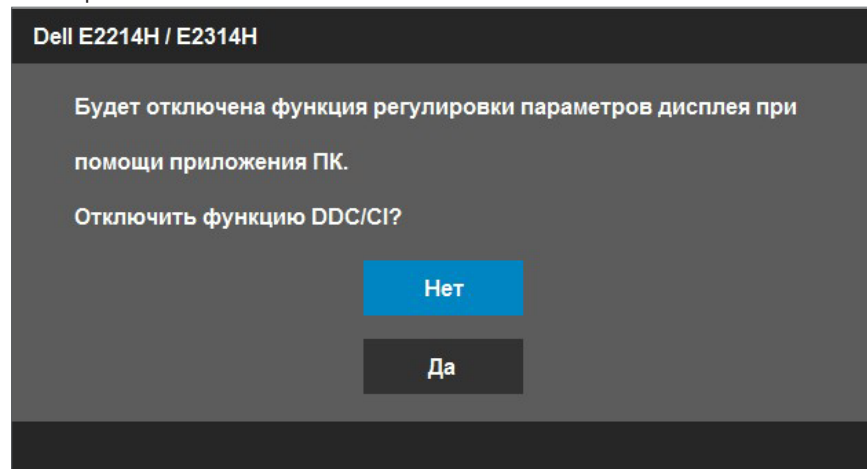 Dell E2214H / E2314H
Будет отключена функция регулировки параметров дисплея при
помощи приложения ПК.
Отключить функцию DDC/CI?
Нет
Да